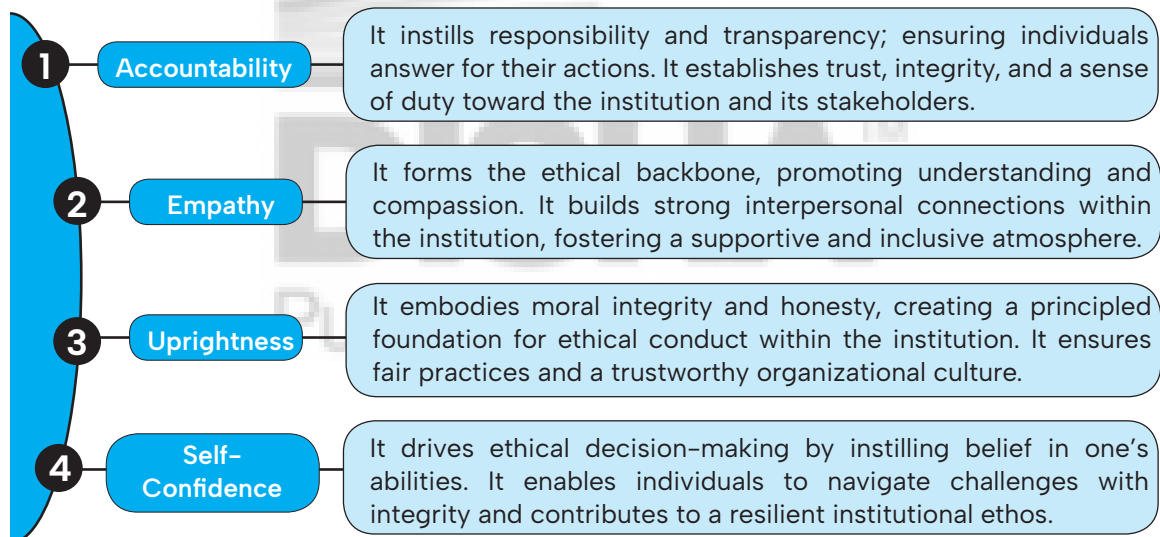 1
Accountability
It instills responsibility and transparency; ensuring individuals
answer for their actions. It establishes trust, integrity, and a sense
of duty toward the institution and its stakeholders.
2
Empathy
It forms the ethical backbone, promoting understanding and
compassion. It builds strong interpersonal connections within
the institution, fostering a supportive and inclusive atmosphere.
3
Uprightness
It embodies moral integrity and honesty, creating a principled
foundation for ethical conduct within the institution. It ensures
fair practices and a trustworthy organizational culture.
4
Self-
Confidence
It drives ethical decision-making by instilling belief in one’s
abilities. It enables individuals to navigate challenges with
integrity and contributes to a resilient institutional ethos.